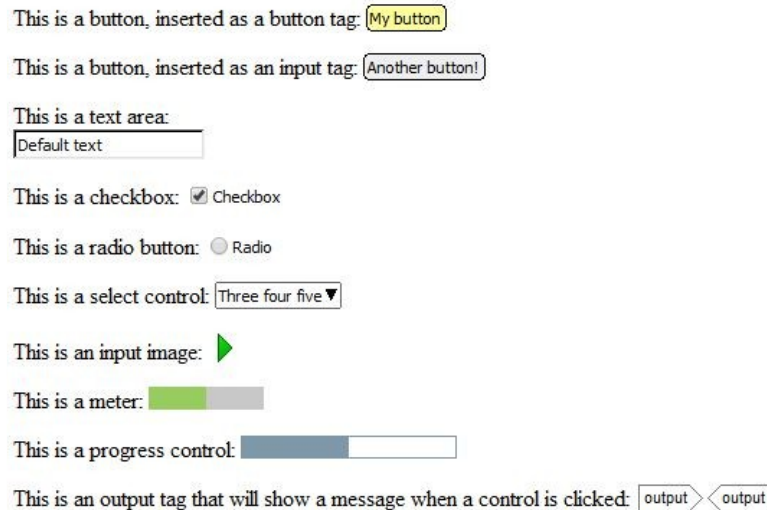 This is a button, inserted as a button tag: My button
This is a button, inserted as an input tag: Another button!
This is a text area:
Default text
This is a checkbox: Checkbox
This is a radio button: Radio
This is a select control: Three four five
This is an input image:
This is a meter:
This is a progress control:
This is an output tag that will show a message when a control is clicked: output output